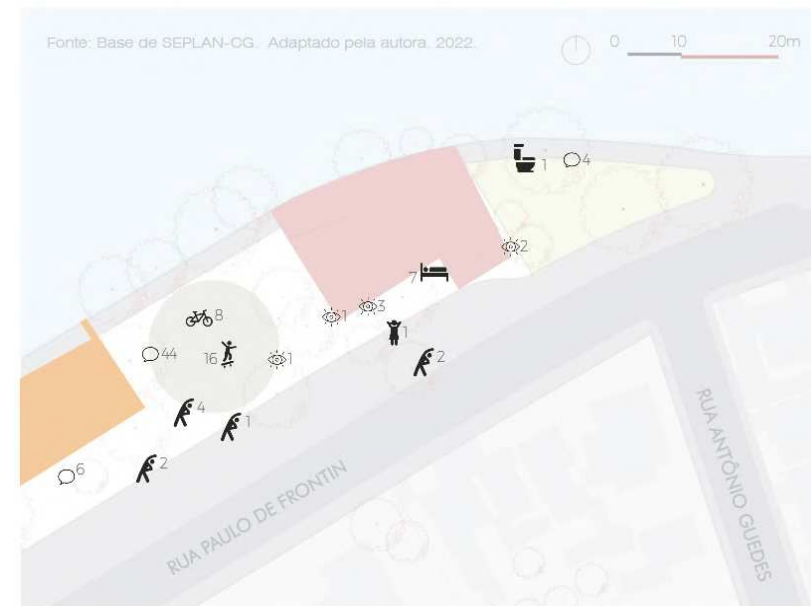 Fonte: Base de SEPLAN-CG. Adaptado pela autora. 2022.
0 10 20m
1 4
2
7
1 3
8
1
44 16 1
2
4
1
6 2
RUA PAULO DE FRONTIN
RUA ANTÔNIO GUEDES